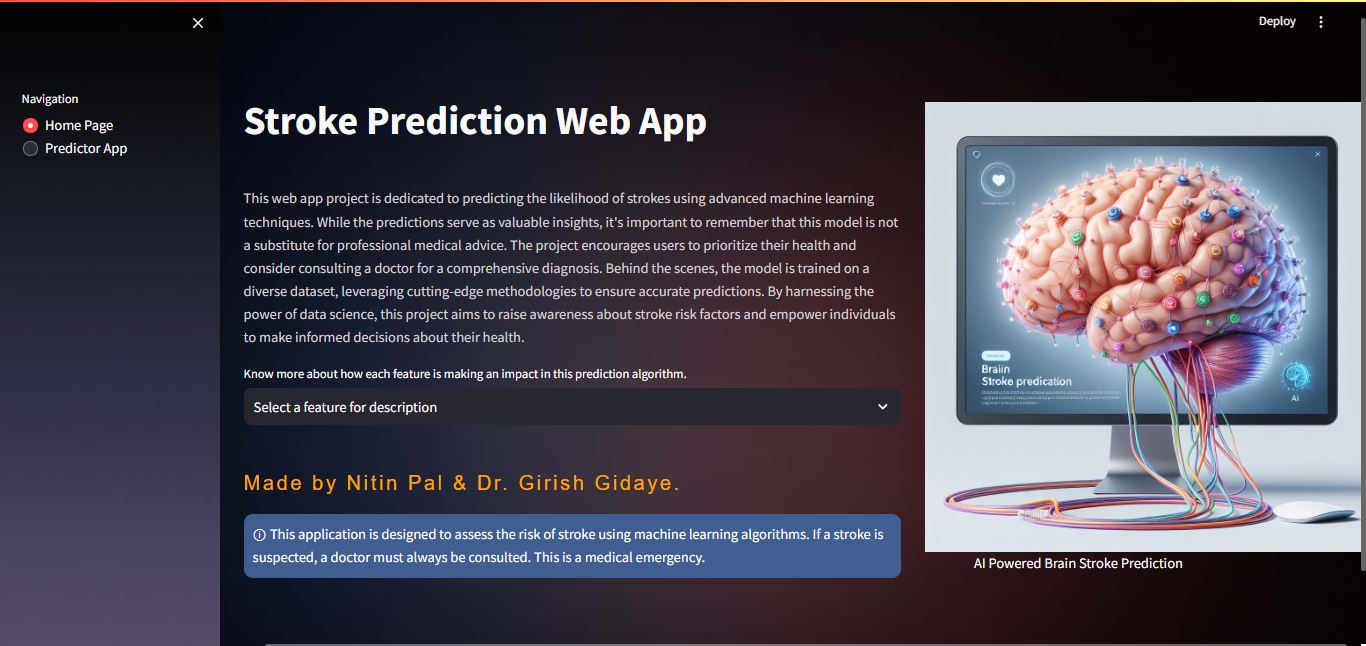 Deploy
Navigation
Home Page
Predictor App
Stroke Prediction Web App
This web app project is dedicated to predicting the likelihood of strokes using advanced machine learning
techniques. While the predictions serve as valuable insights, it's important to remember that this model is not
a substitute for professional medical advice. The project encourages users to prioritize their health and
consider consulting a doctor for a comprehensive diagnosis. Behind the scenes, the model is trained on a
diverse dataset, leveraging cutting-edge methodologies to ensure accurate predictions. By harnessing the
power of data science, this project aims to raise awareness about stroke risk factors and empower individuals
to make informed decisions about their health.
Know more about how each feature is making an impact in this prediction algorithm.
Select a feature for description
Made by Nitin Pal & Dr. Girish Gidaye.
This application is designed to assess the risk of stroke using machine learning algorithms. If a stroke is
suspected, a doctor must always be consulted. This is a medical emergency.
Braiin
Stroke predication
AI
AI Powered Brain Stroke Prediction